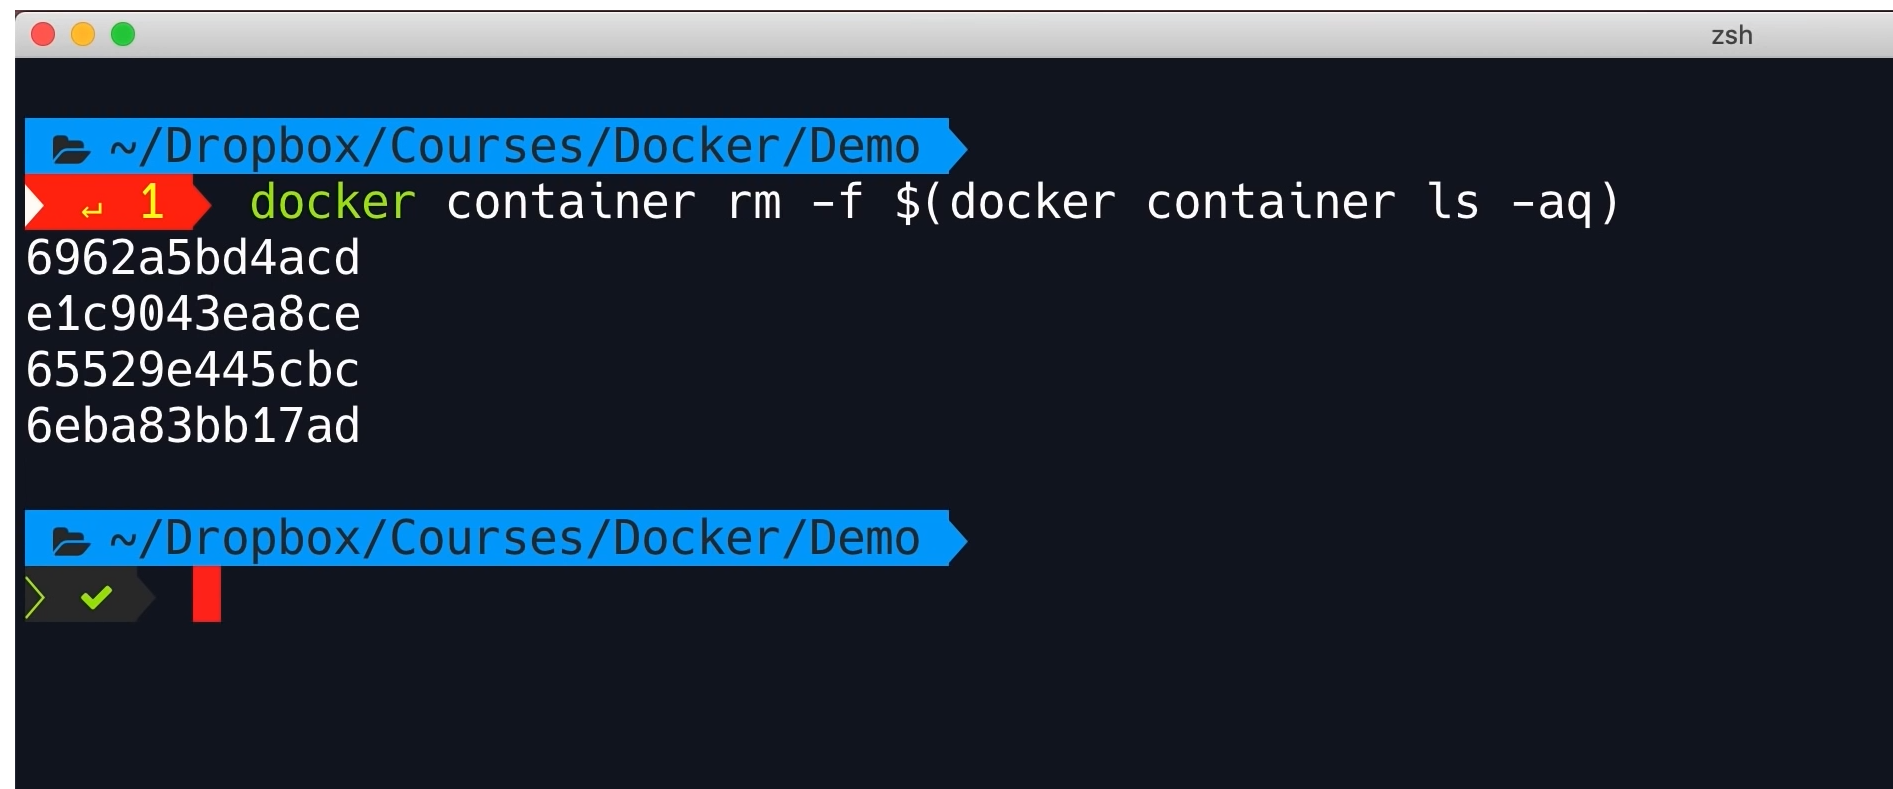 zsh
~/Dropbox/Courses/Docker/Demo
↵ 1 docker container rm -f $(docker container ls -aq)
6962a5bd4acd
e1c9043ea8ce
65529e445cbc
6eba83bb17ad
~/Dropbox/Courses/Docker/Demo
✔